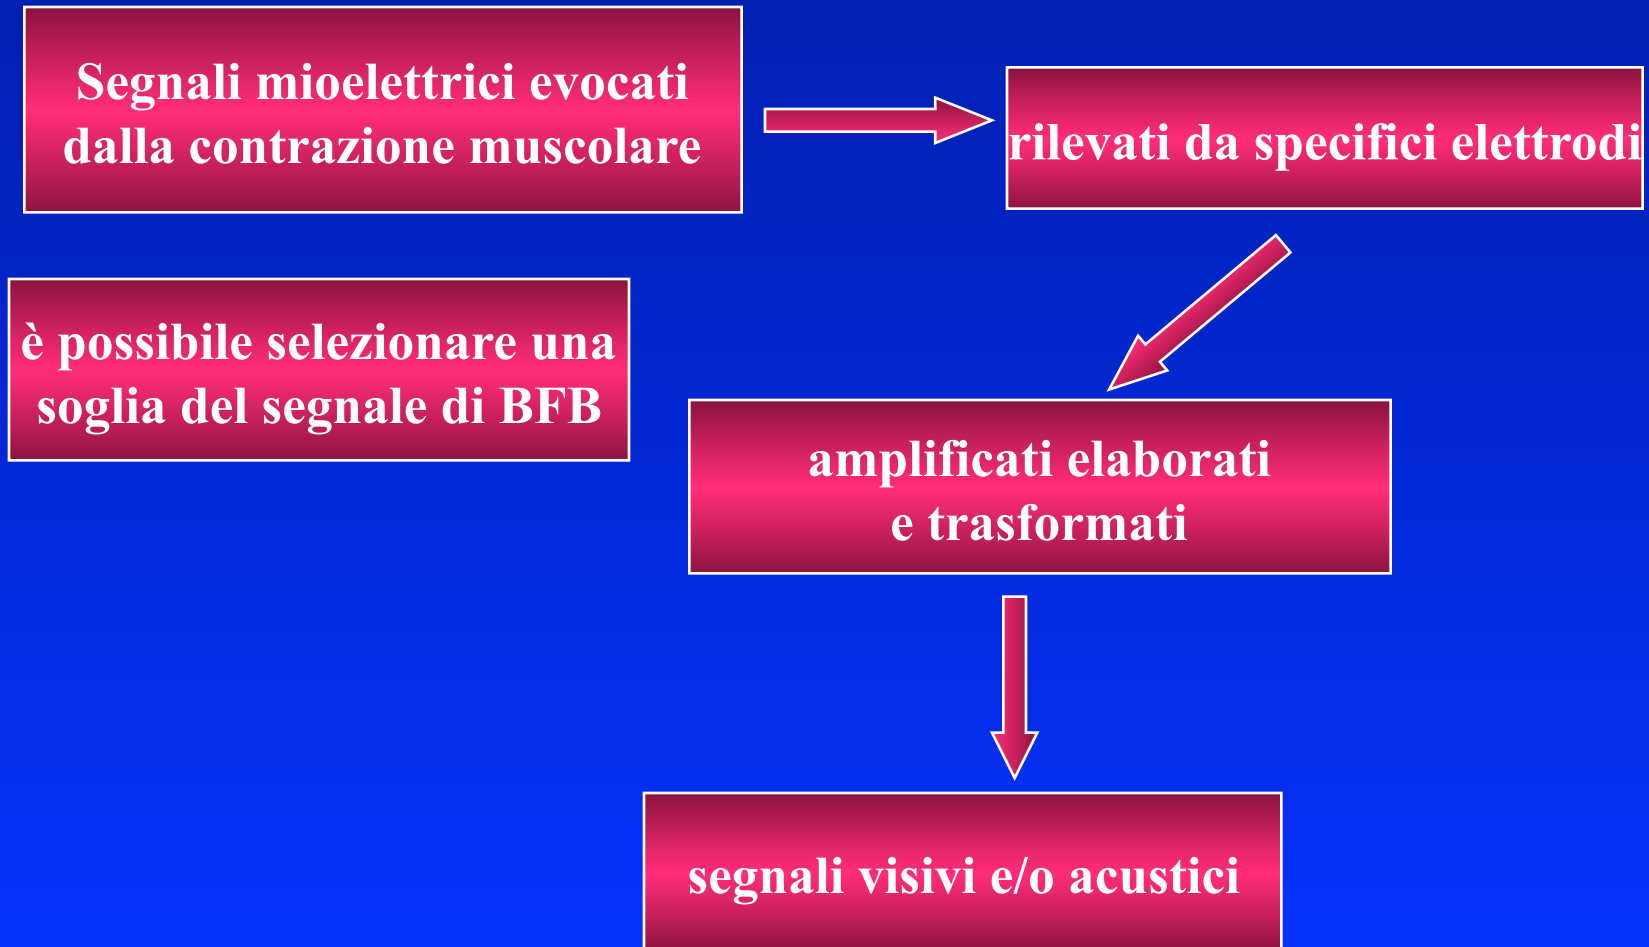 Segnali mioelettrici evocati
dalla contrazione muscolare
rilevati da specifici elettrodi
è possibile selezionare una
soglia del segnale di BFB
amplificati elaborati
e trasformati
segnali visivi e/o acustici